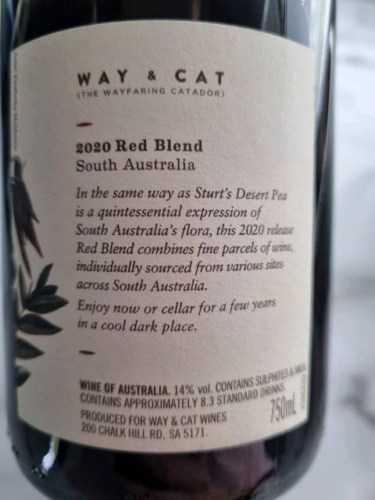 WAY & CAT
(THE WAYFARING CATADOR)
2020 Red Blend
South Australia
In the same way as Sturt's Desert Pea
is a quintessential expression of
South Australia's flora, this 2020 release
Red Blend combines fine parcels of wine,
individually sourced from various sites
across South Australia.
Enjoy now or cellar for a few years
in a cool dark place.
WINE OF AUSTRALIA. 14% vol. CONTAINS SULPHITES & MILK.
CONTAINS APPROXIMATELY 8.3 STANDARD DRINKS.
PRODUCED FOR WAY & CAT WINES
200 CHALK HILL RD, SA 5171.
750mL